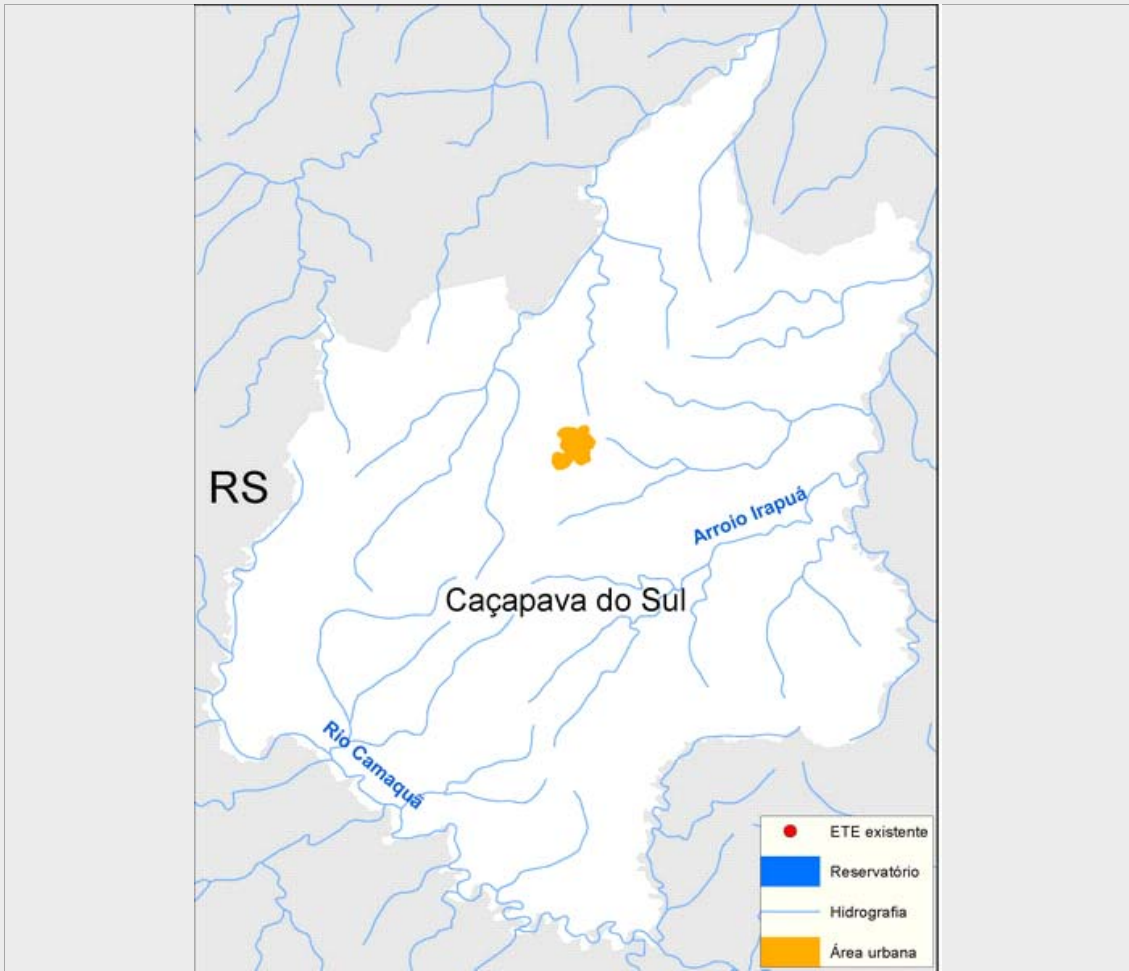 RS
Arroio Irapuá
Caçapava do Sul
Rio Camaquã
ETE existente
Reservatório
Hidrografia
Área urbana